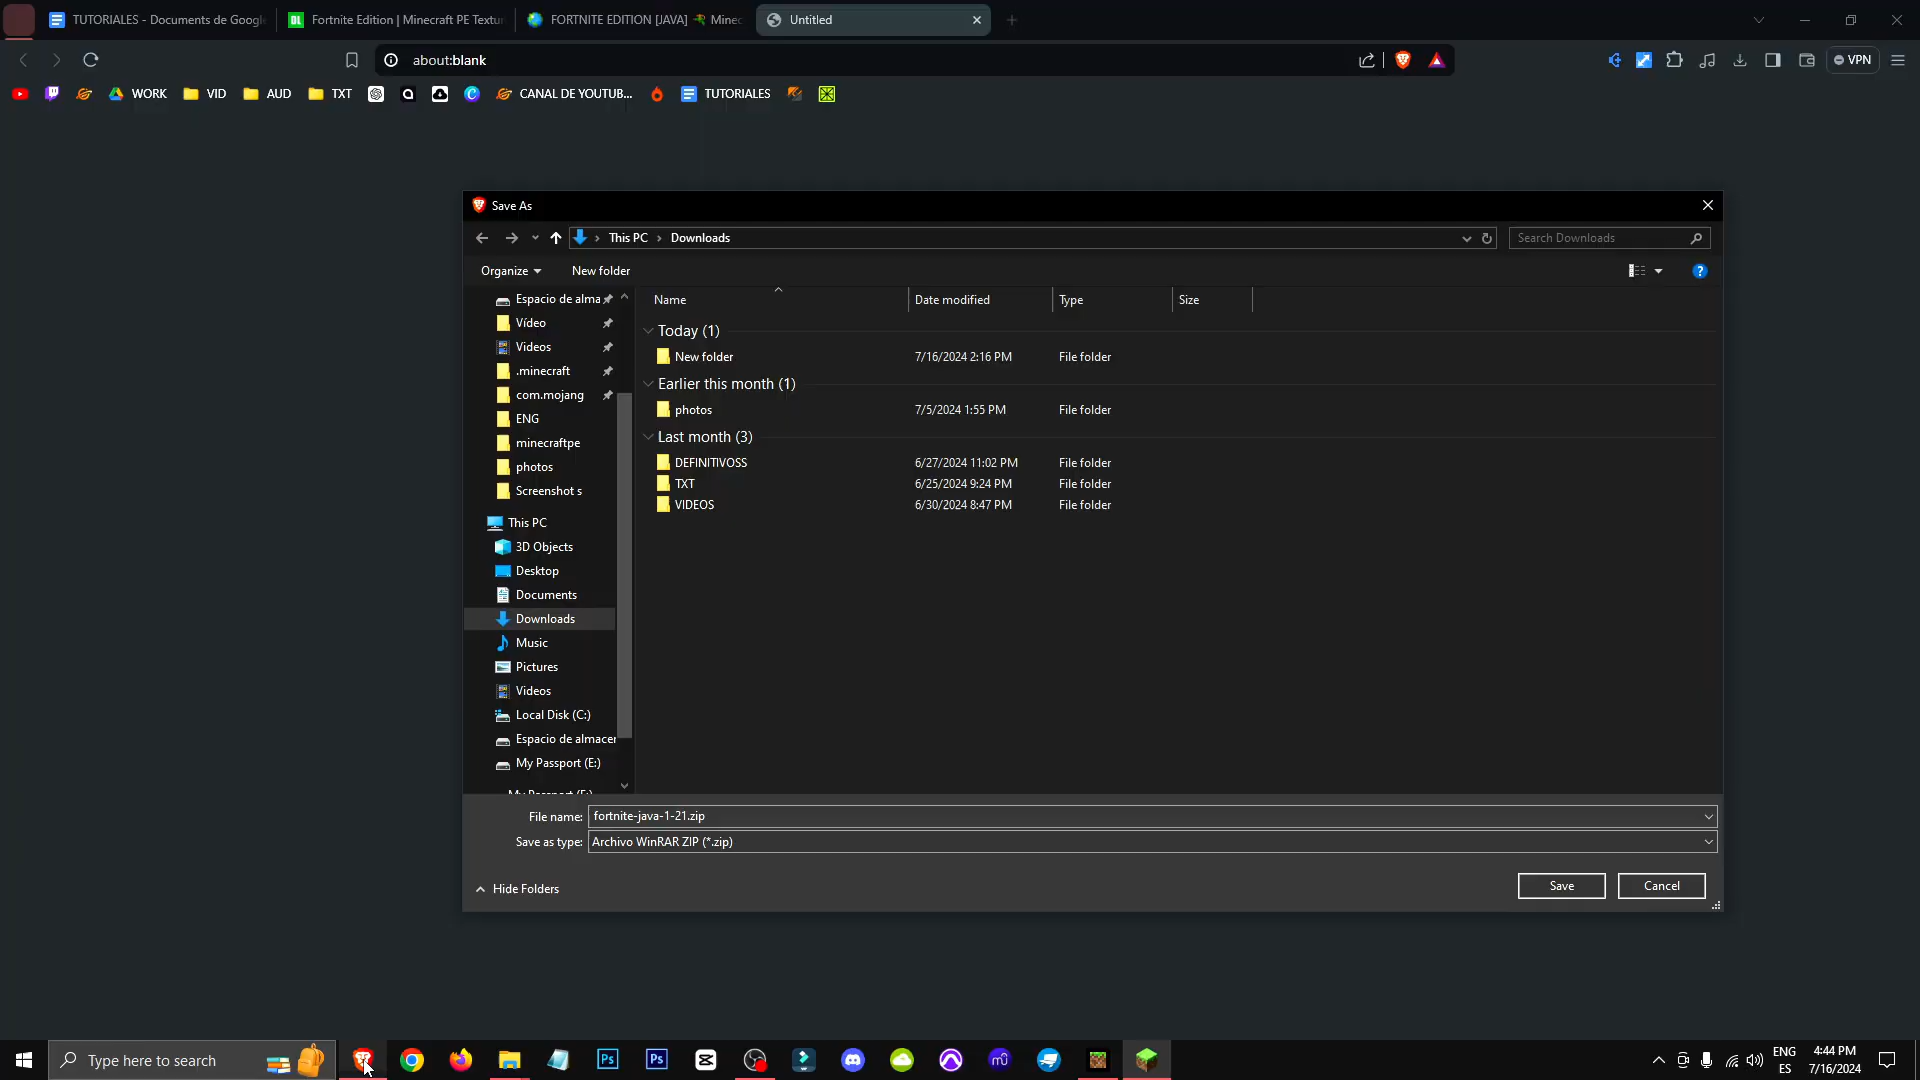 TUTORIALES - Documentos de Google
Fortnite Edition | Minecraft PE Textur
FORTNITE EDITION [JAVA] Minec
Untitled
about:blank
VPN
WORK
VID
AUD
TXT
CANAL DE YOUTUB...
TUTORIALES
Save As
This PC
Downloads
Search Downloads
Organize
New folder
Name
Date modified
Type
Size
Espacio de alma
Vídeo
Videos
.minecraft
com.mojang
ENG
minecraftpe
photos
Screenshot s
This PC
3D Objects
Desktop
Documents
Downloads
Music
Pictures
Videos
Local Disk (C:)
Espacio de almacen
My Passport (E:)
My Passport (E:)
Today (1)
New folder 7/16/2024 2:16 PM File folder
Earlier this month (1)
photos 7/5/2024 1:55 PM File folder
Last month (3)
DEFINITIVOSS 6/27/2024 11:02 PM File folder
TXT 6/25/2024 9:24 PM File folder
VIDEOS 6/30/2024 8:47 PM File folder
File name: fortnite-java-1-21.zip
Save as type: Archivo WinRAR ZIP (*.zip)
Hide Folders
Save
Cancel
Type here to search
Ps
Ps
ENG
ES
4:44 PM
7/16/2024